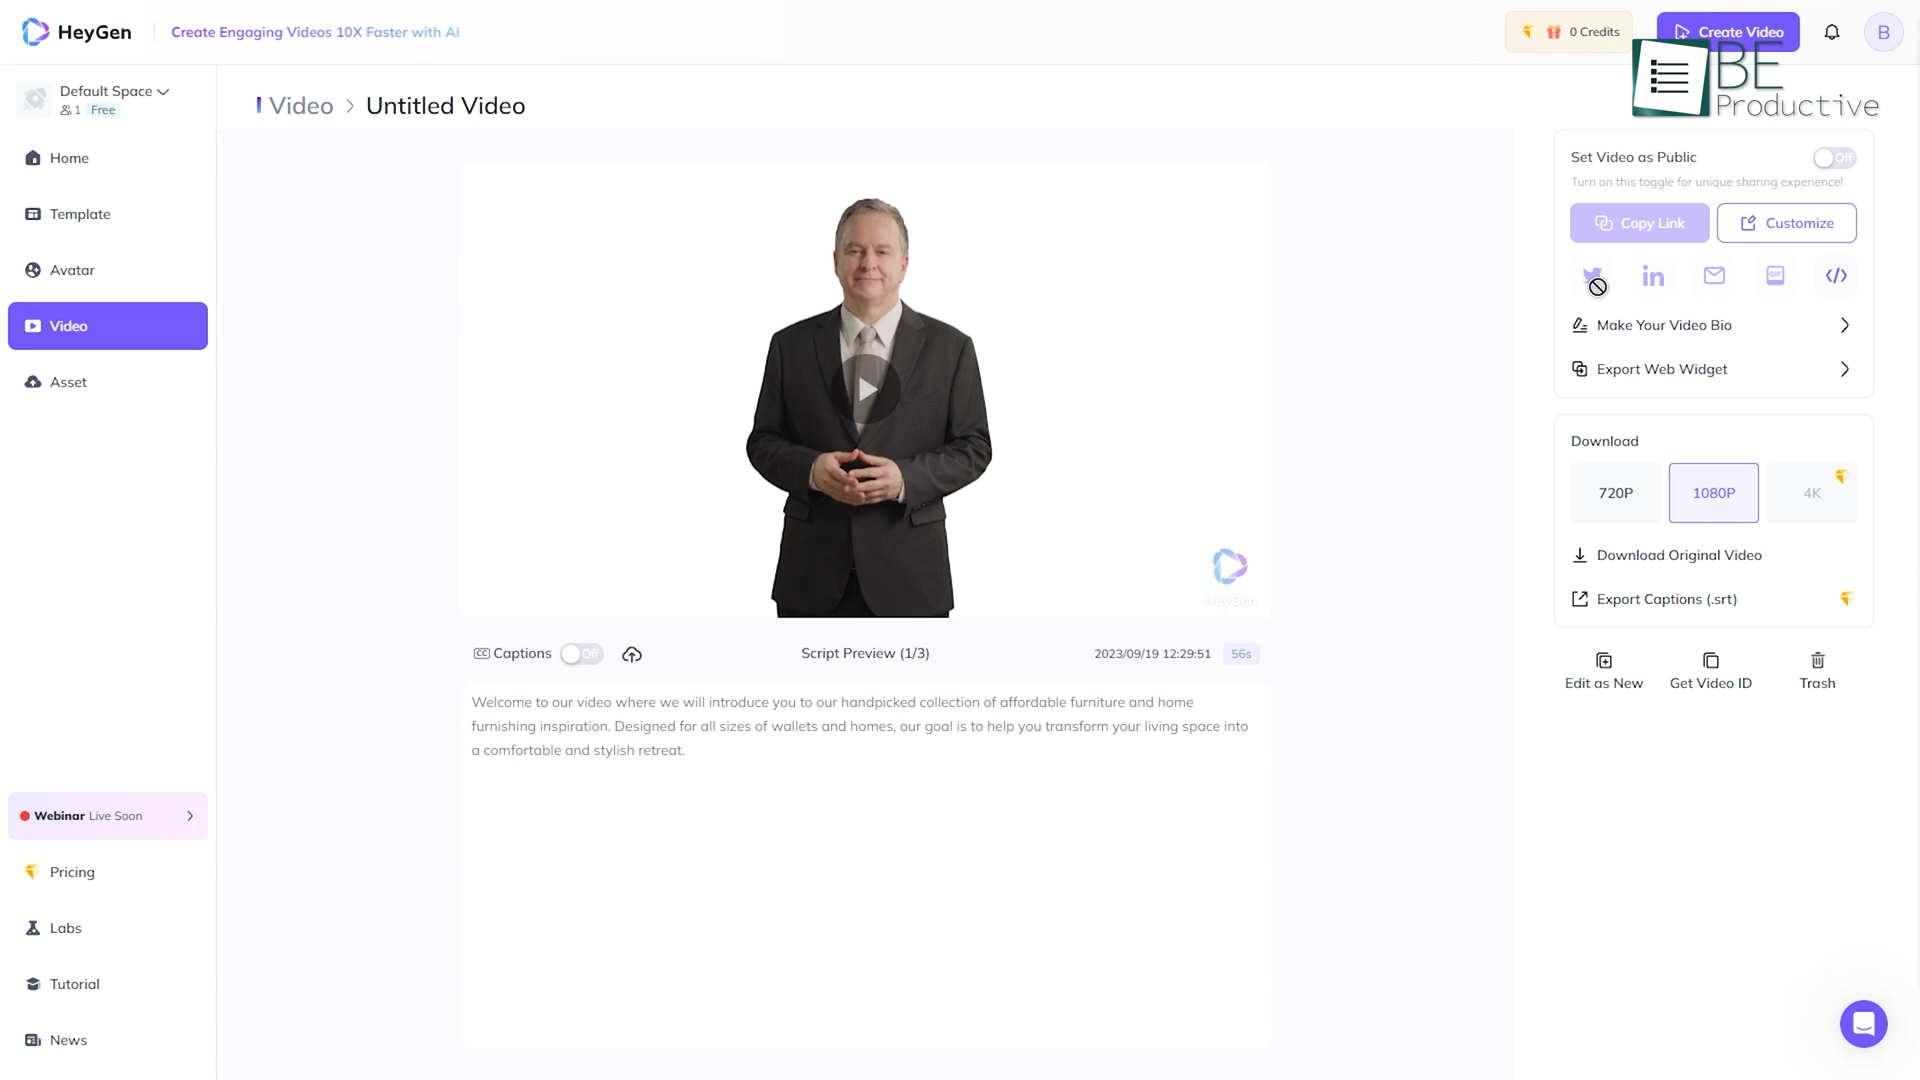 HeyGen
Create Engaging Videos 10X Faster with AI
0 Credits
Create Video
B
BE
Productive
Default Space
1 Free
Home
Template
Avatar
Video
Asset
Webinar Live Soon
Pricing
Labs
Tutorial
News
Video > Untitled Video
HeyGen
CC Captions Off
Script Preview (1/3)
2023/09/19 12:29:51 56s
Welcome to our video where we will introduce you to our handpicked collection of affordable furniture and home
furnishing inspiration. Designed for all sizes of wallets and homes, our goal is to help you transform your living space into
a comfortable and stylish retreat.
Set Video as Public Off
Turn on this toggle for unique sharing experience!
Copy Link
Customize
in
GIF
</>
Make Your Video Bio
Export Web Widget
Download
720P
1080P
4K
Download Original Video
Export Captions (.srt)
Edit as New
Get Video ID
Trash